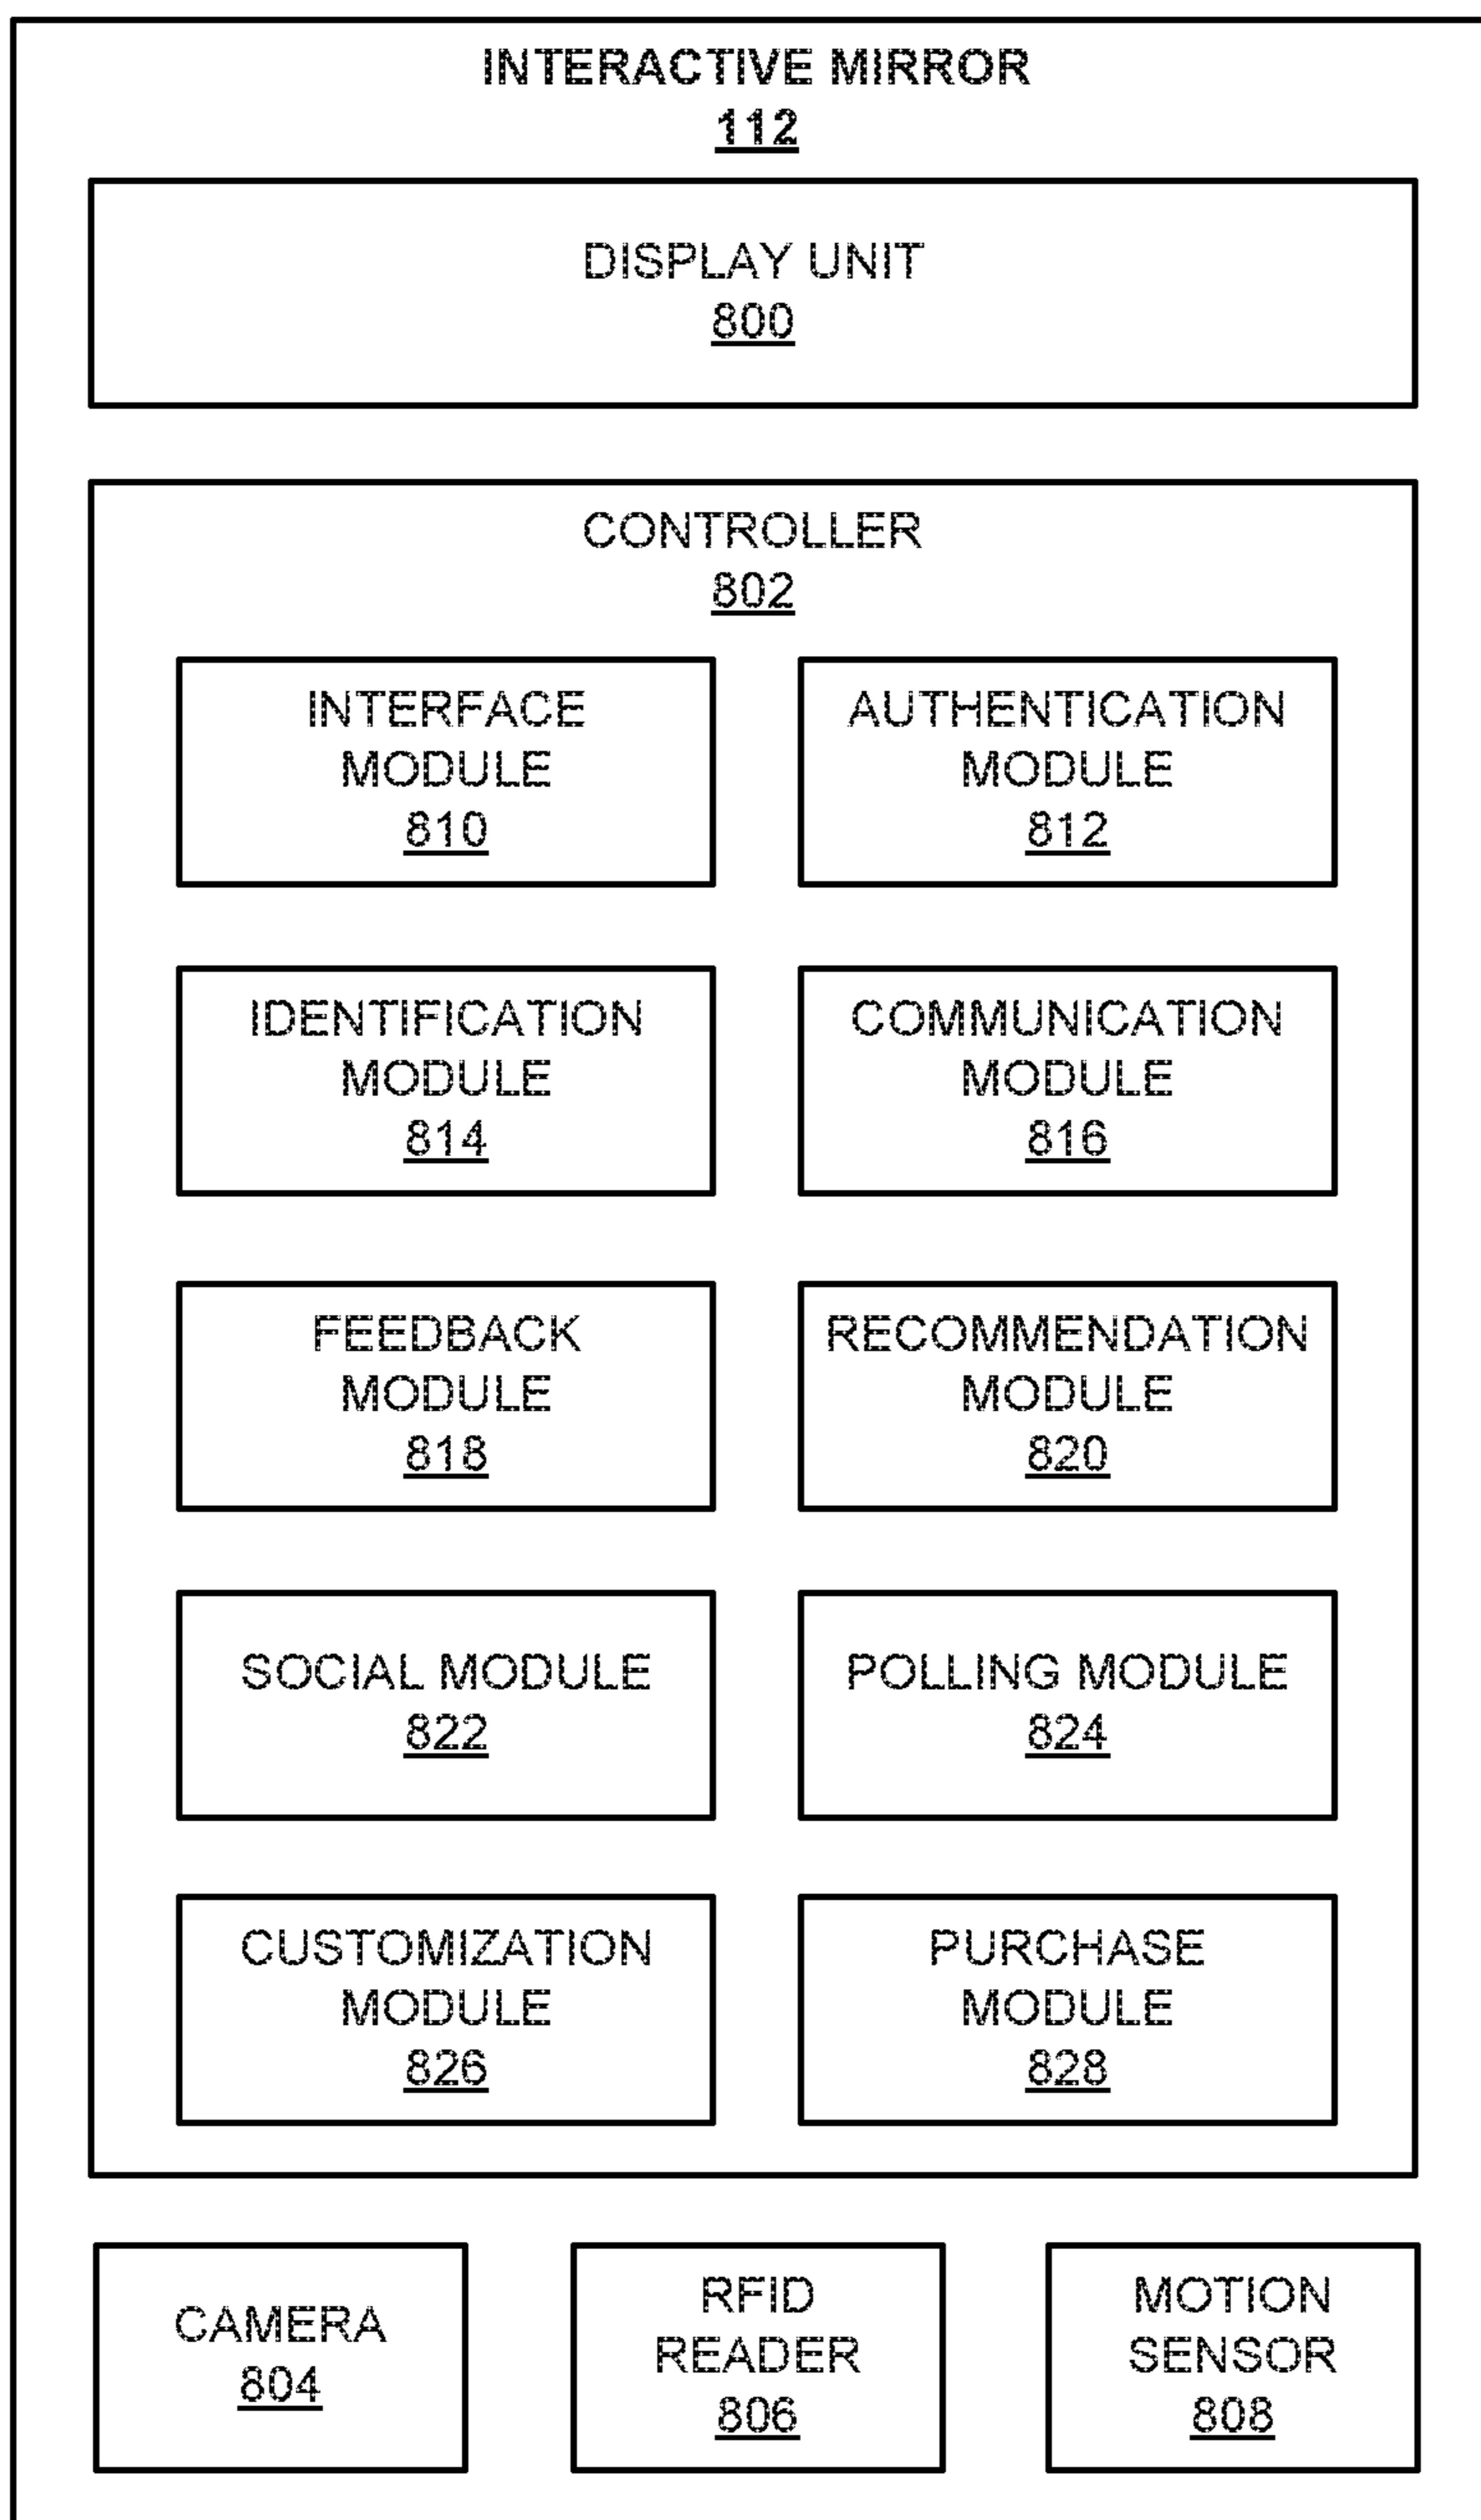 INTERACTIVE MIRROR
112
DISPLAY UNIT
800
CONTROLLER
802
INTERFACE
MODULE
810
AUTHENTICATION
MODULE
812
IDENTIFICATION
MODULE
814
COMMUNICATION
MODULE
816
FEEDBACK
MODULE
818
RECOMMENDATION
MODULE
820
SOCIAL MODULE
822
POLLING MODULE
824
CUSTOMIZATION
MODULE
826
PURCHASE
MODULE
828
CAMERA
804
RFID
READER
806
MOTION
SENSOR
808